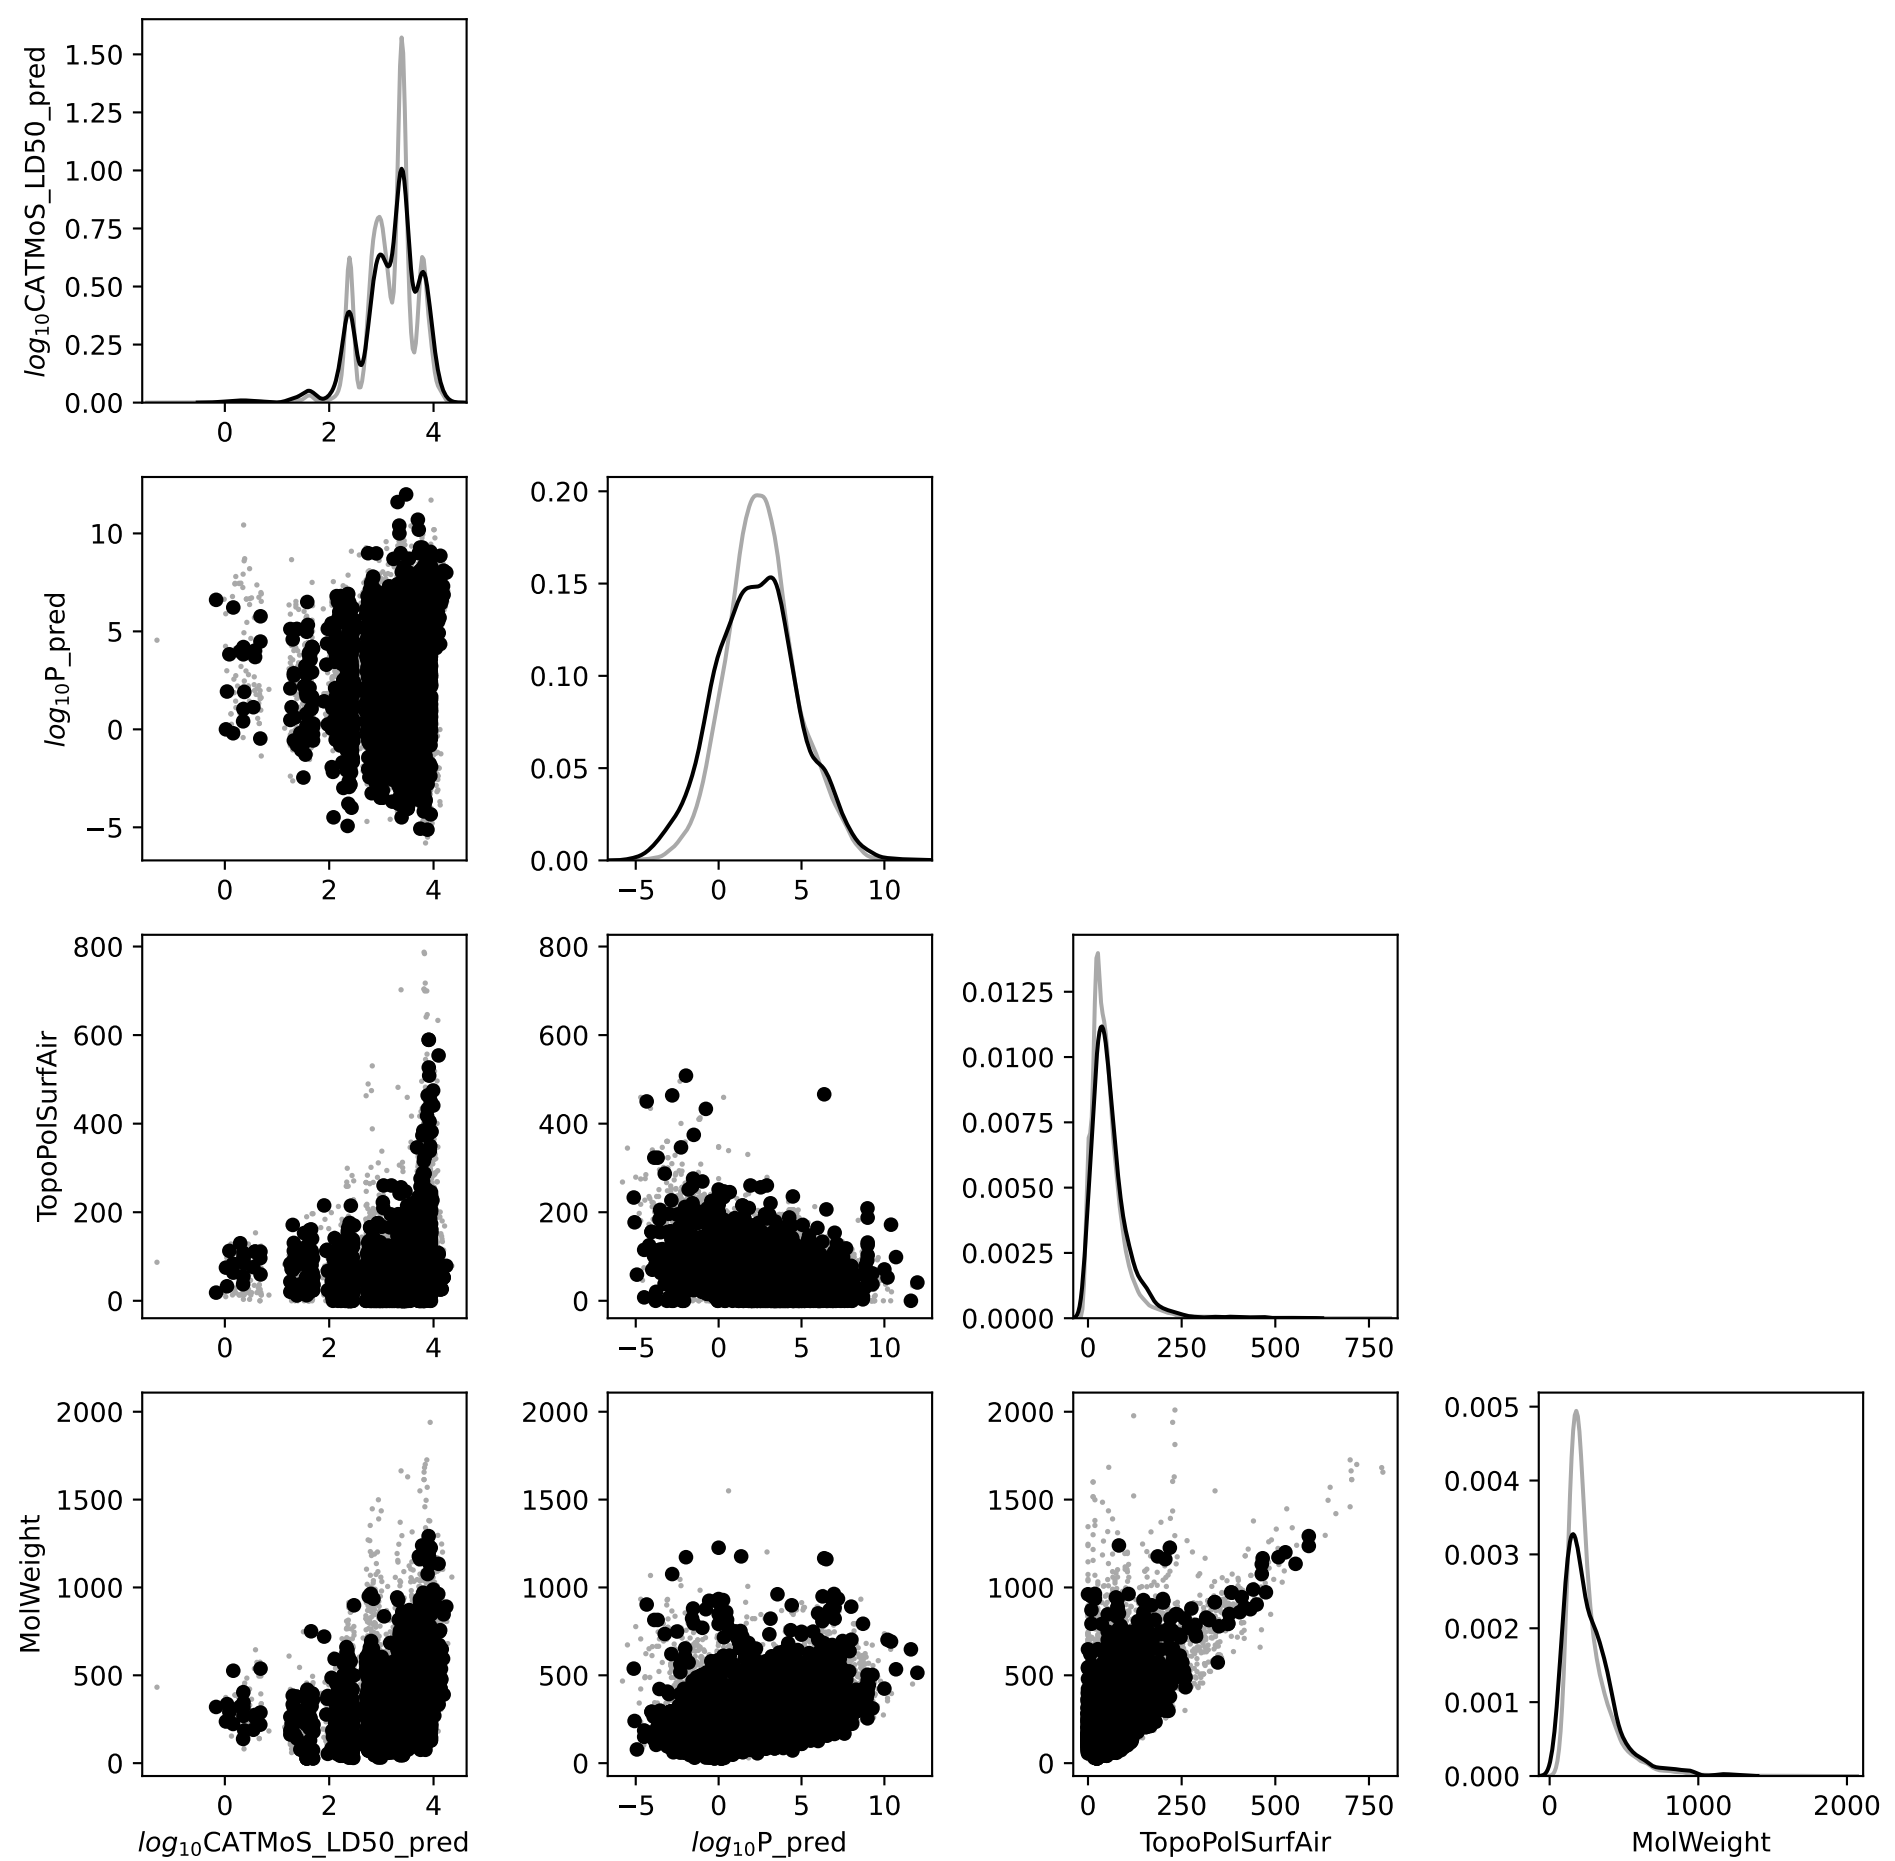 log10CATMoS_LD50_pred
1.50
1.25
1.00
0.75
0.50
0.25
0.00
0 2 4
log10P_pred
10
5
0
−5
0 2 4
0.20
0.15
0.10
0.05
0.00
−5 0 5 10
TopoPolSurfAir
800
600
400
200
0
0 2 4
800
600
400
200
0
−5 0 5 10
0.0125
0.0100
0.0075
0.0050
0.0025
0.0000
0 250 500 750
MolWeight
2000
1500
1000
500
0
0 2 4
log10CATMoS_LD50_pred
2000
1500
1000
500
0
−5 0 5 10
log10P_pred
2000
1500
1000
500
0
0 250 500 750
TopoPolSurfAir
0.005
0.004
0.003
0.002
0.001
0.000
0 1000 2000
MolWeight